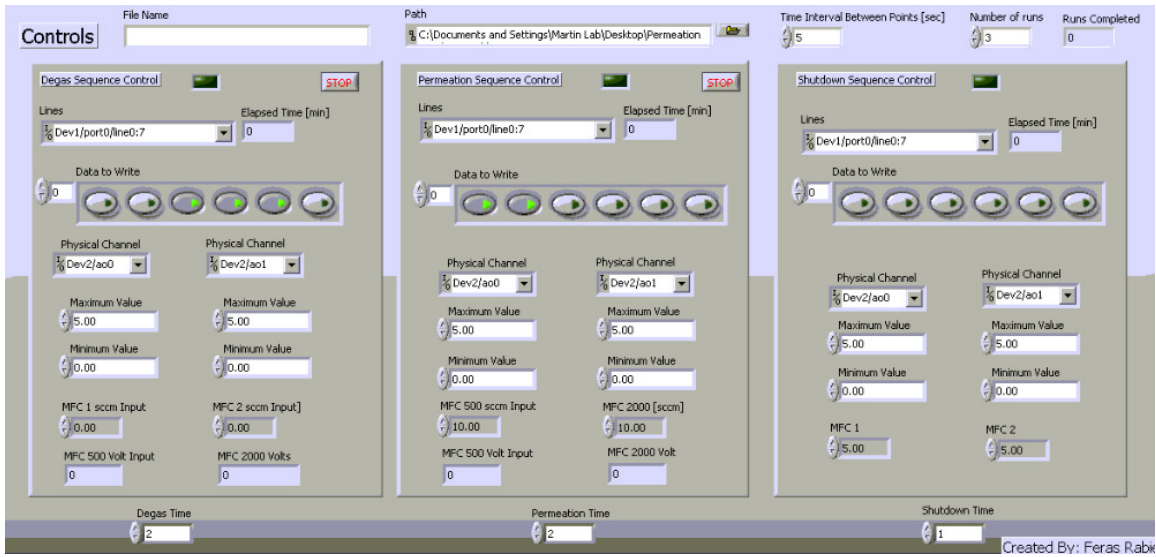 Controls
File Name
Path
C:\Documents and Settings\Martin Lab\Desktop\Permeation
Time Interval Between Points [sec]
5
Number of runs
3
Runs Completed
0
Degas Sequence Control
STOP
Lines
Dev1/port0/line0:7
Elapsed Time [min]
0
Data to Write
0
Physical Channel
Dev2/ao0
Physical Channel
Dev2/ao1
Maximum Value
5.00
Maximum Value
5.00
Minimum Value
0.00
Minimum Value
0.00
MFC 1 sccm Input
0.00
MFC 2 sccm Input]
0.00
MFC 500 Volt Input
0
MFC 2000 Volts
0
Permeation Sequence Control
STOP
Lines
Dev1/port0/line0:7
Elapsed Time [min]
0
Data to Write
0
Physical Channel
Dev2/ao0
Physical Channel
Dev2/ao1
Maximum Value
5.00
Maximum Value
5.00
Minimum Value
0.00
Minimum Value
0.00
MFC 500 sccm Input
10.00
MFC 2000 [sccm]
10.00
MFC 500 Volt Input
0
MFC 2000 Volt
0
Shutdown Sequence Control
Lines
Dev1/port0/line0:7
Elapsed Time [min]
0
Data to Write
0
Physical Channel
Dev2/ao0
Physical Channel
Dev2/ao1
Maximum Value
5.00
Maximum Value
5.00
Minimum Value
0.00
Minimum Value
0.00
MFC 1
5.00
MFC 2
5.00
Degas Time
2
Permeation Time
2
Shutdown Time
1
Created By: Feras Rabie